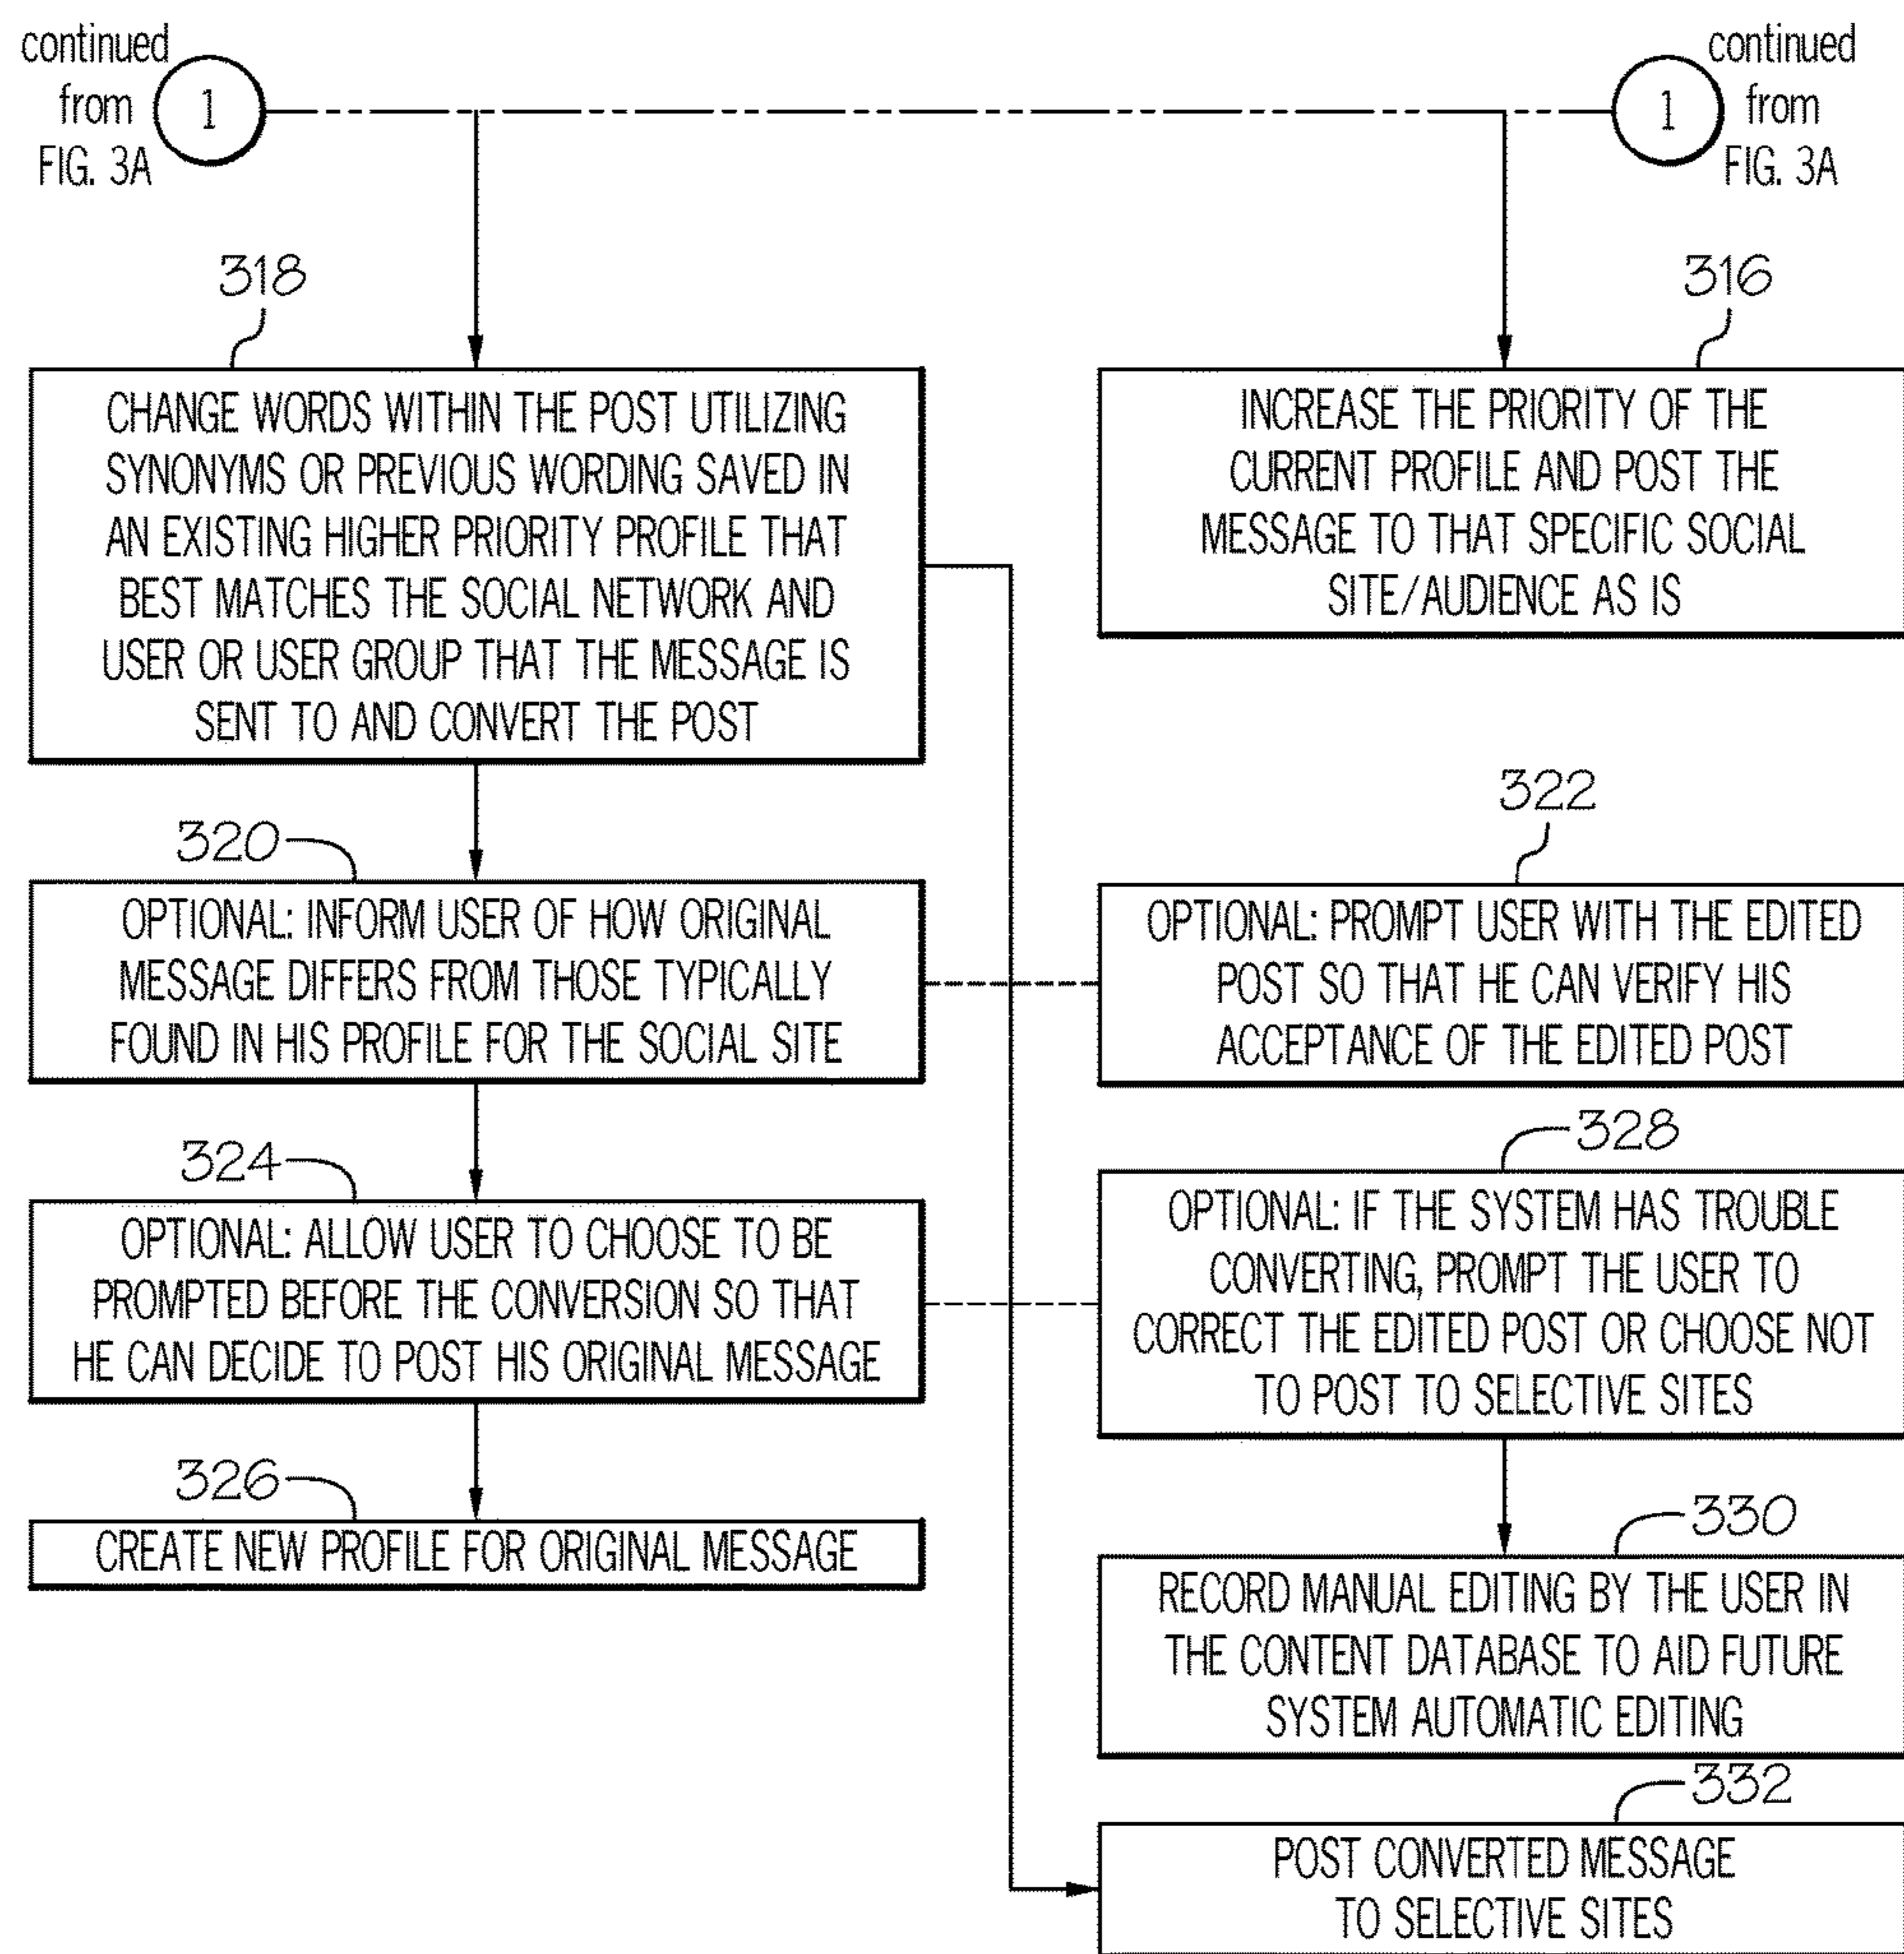 continued
from
FIG. 3A
1
1
continued
from
FIG. 3A
318
CHANGE WORDS WITHIN THE POST UTILIZING
SYNONYMS OR PREVIOUS WORDING SAVED IN
AN EXISTING HIGHER PRIORITY PROFILE THAT
BEST MATCHES THE SOCIAL NETWORK AND
USER OR USER GROUP THAT THE MESSAGE IS
SENT TO AND CONVERT THE POST
316
INCREASE THE PRIORITY OF THE
CURRENT PROFILE AND POST THE
MESSAGE TO THAT SPECIFIC SOCIAL
SITE/AUDIENCE AS IS
320
OPTIONAL: INFORM USER OF HOW ORIGINAL
MESSAGE DIFFERS FROM THOSE TYPICALLY
FOUND IN HIS PROFILE FOR THE SOCIAL SITE
322
OPTIONAL: PROMPT USER WITH THE EDITED
POST SO THAT HE CAN VERIFY HIS
ACCEPTANCE OF THE EDITED POST
324
OPTIONAL: ALLOW USER TO CHOOSE TO BE
PROMPTED BEFORE THE CONVERSION SO THAT
HE CAN DECIDE TO POST HIS ORIGINAL MESSAGE
328
OPTIONAL: IF THE SYSTEM HAS TROUBLE
CONVERTING, PROMPT THE USER TO
CORRECT THE EDITED POST OR CHOOSE NOT
TO POST TO SELECTIVE SITES
326
CREATE NEW PROFILE FOR ORIGINAL MESSAGE
330
RECORD MANUAL EDITING BY THE USER IN
THE CONTENT DATABASE TO AID FUTURE
SYSTEM AUTOMATIC EDITING
332
POST CONVERTED MESSAGE
TO SELECTIVE SITES